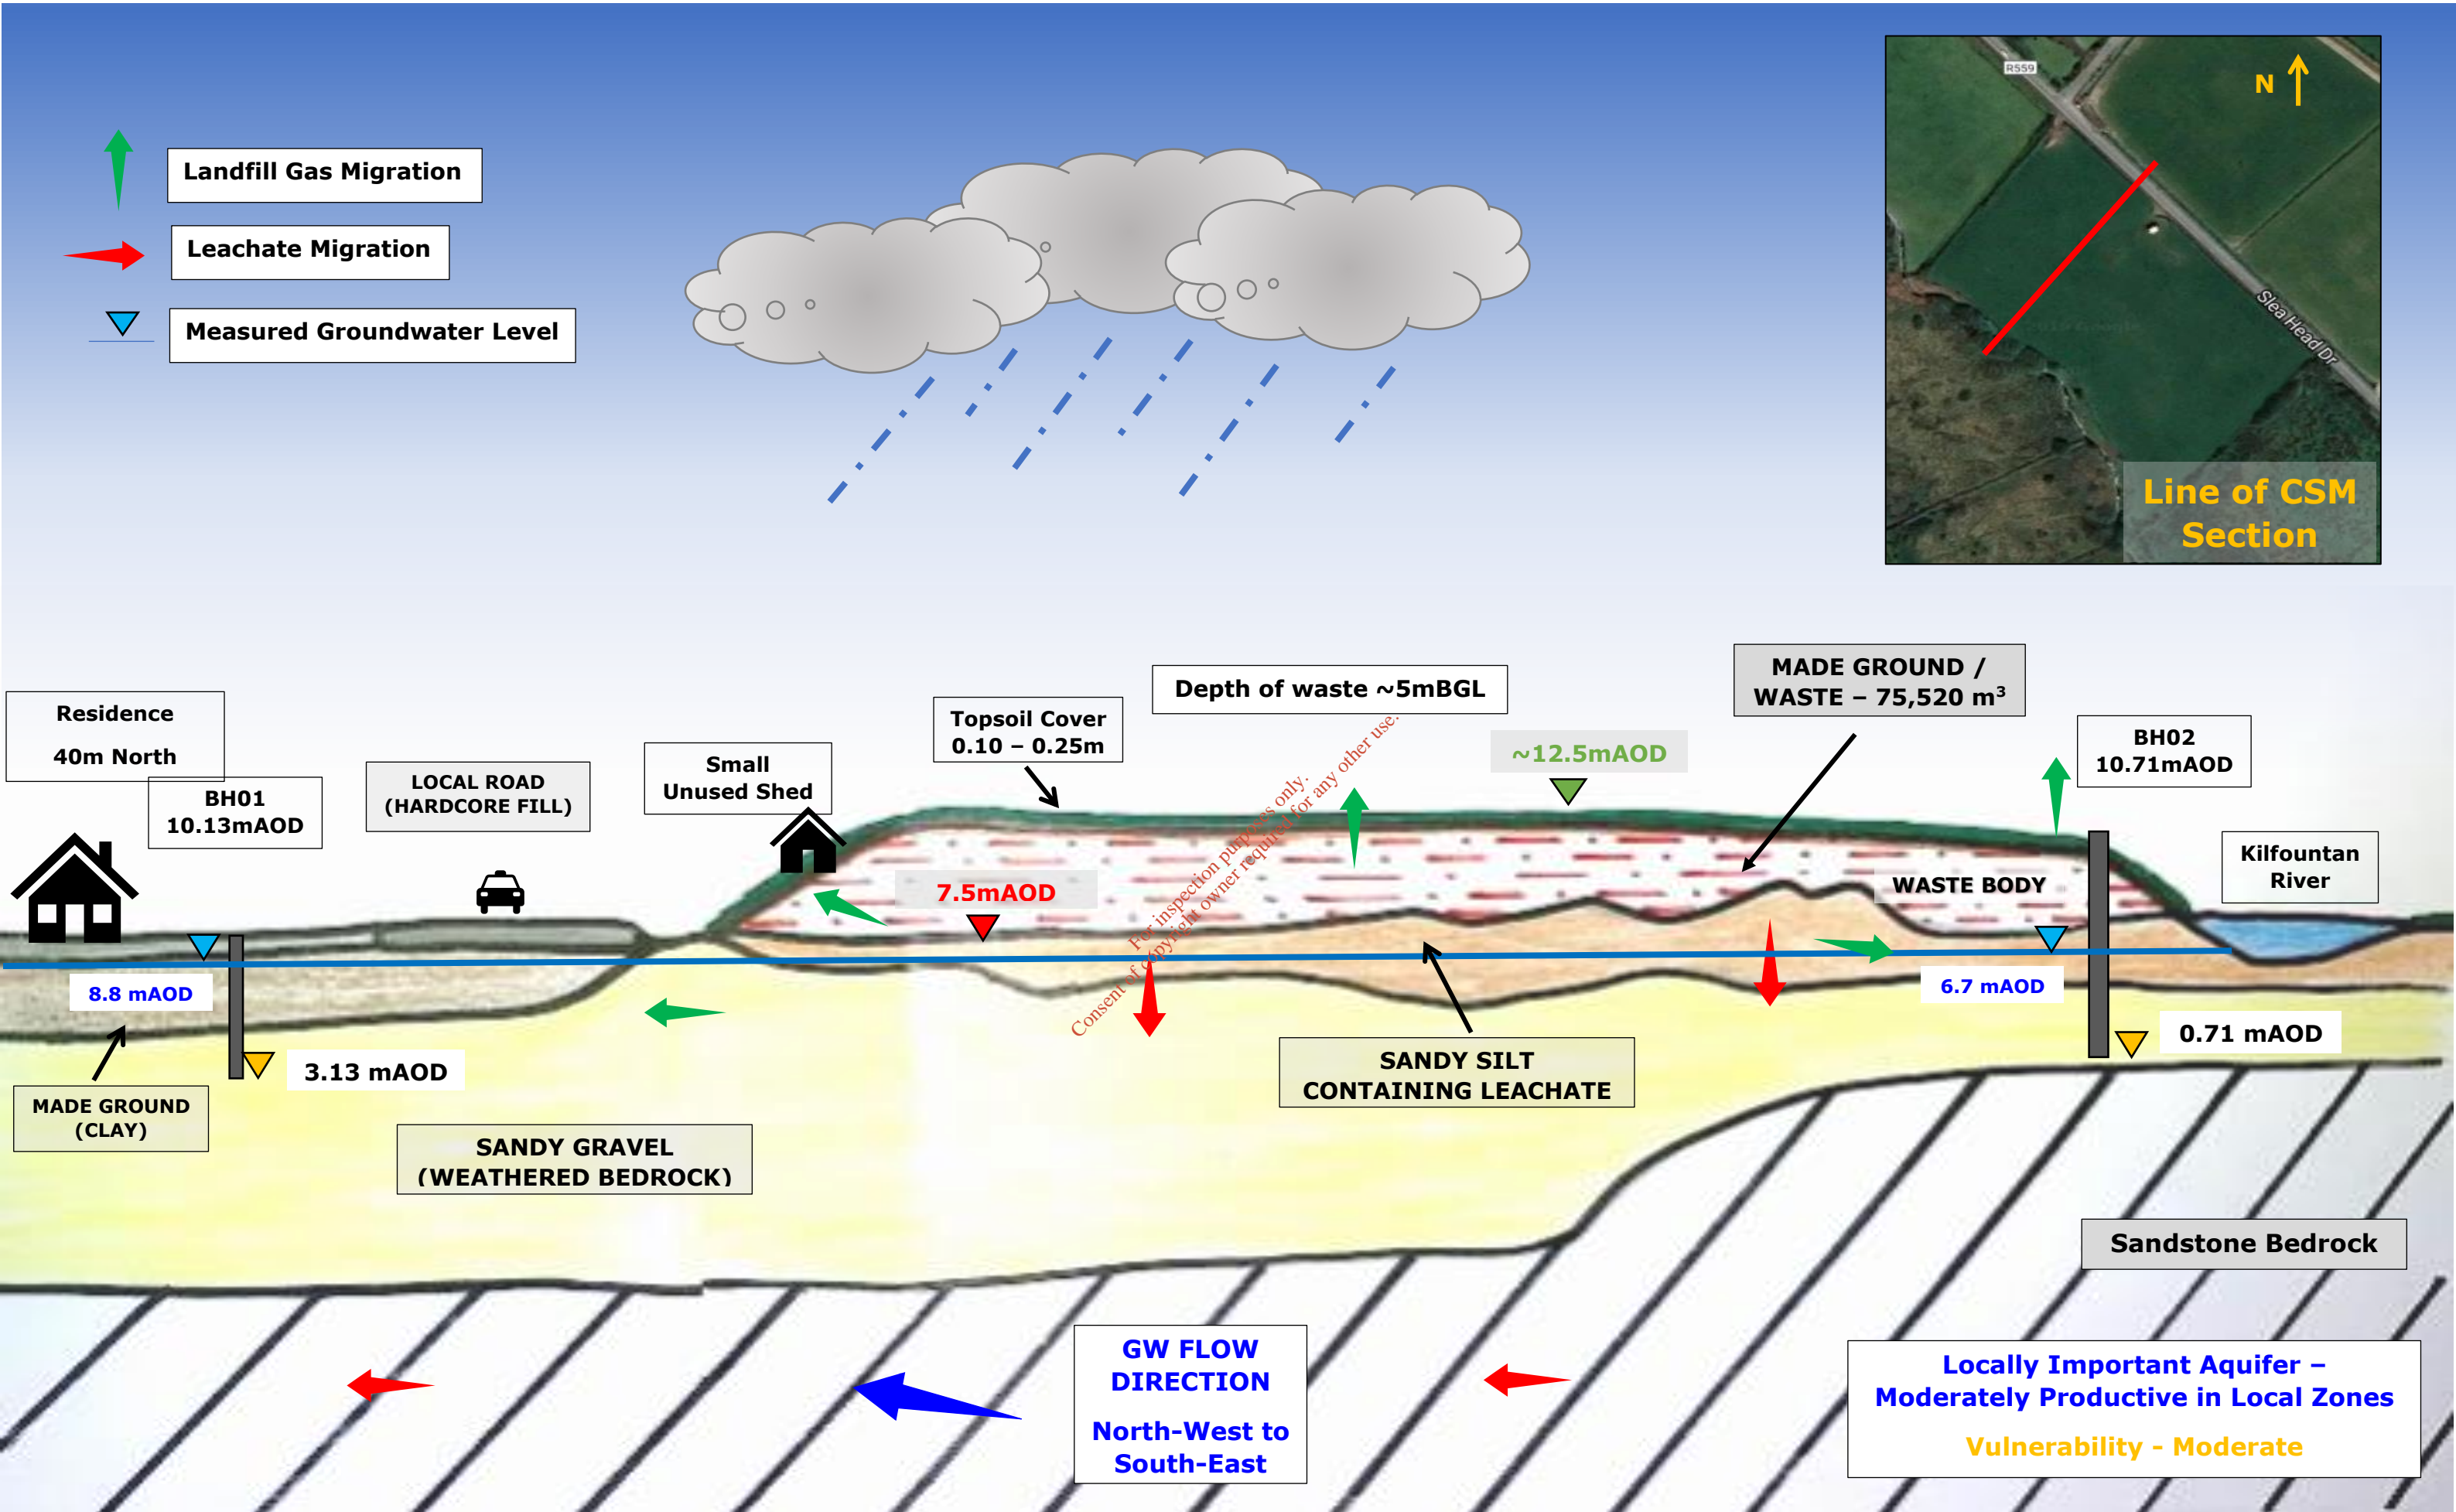 R559
N
Slea Head Dr
Line of CSM
Section
Landfill Gas Migration
Leachate Migration
Measured Groundwater Level
Residence
40m North
BH01
10.13mAOD
LOCAL ROAD
(HARDCORE FILL)
Small
Unused Shed
Topsoil Cover
0.10 – 0.25m
Depth of waste ~5mBGL
~12.5mAOD
MADE GROUND /
WASTE – 75,520 m³
BH02
10.71mAOD
Kilfountan
River
7.5mAOD
WASTE BODY
For inspection purposes only.
Consent of copyright owner required for any other use.
8.8 mAOD
6.7 mAOD
3.13 mAOD
0.71 mAOD
MADE GROUND
(CLAY)
SANDY GRAVEL
(WEATHERED BEDROCK)
SANDY SILT
CONTAINING LEACHATE
Sandstone Bedrock
GW FLOW
DIRECTION
North-West to
South-East
Locally Important Aquifer –
Moderately Productive in Local Zones
Vulnerability - Moderate